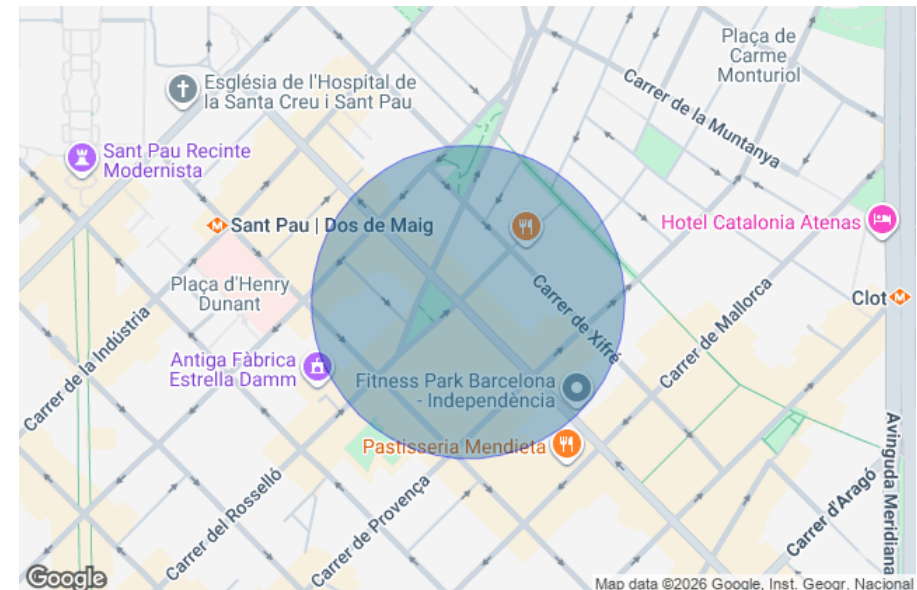 Plaça de
Carme
Monturiol
Església de l'Hospital de
la Santa Creu i Sant Pau
Carrer de la Muntanya
Sant Pau Recinte
Modernista
Sant Pau | Dos de Maig
Hotel Catalonia Atenas
Plaça d'Henry
Dunant
Carrer de Xifré
Carrer de Mallorca
Clot
Carrer de la Indústria
Antiga Fàbrica
Estrella Damm
Fitness Park Barcelona
- Independència
Pastisseria Mendieta
Avinguda Meridiana
Carrer del Rosselló
Carrer de Provença
Carrer d'Aragó
Google
Map data ©2026 Google, Inst. Geogr. Nacional